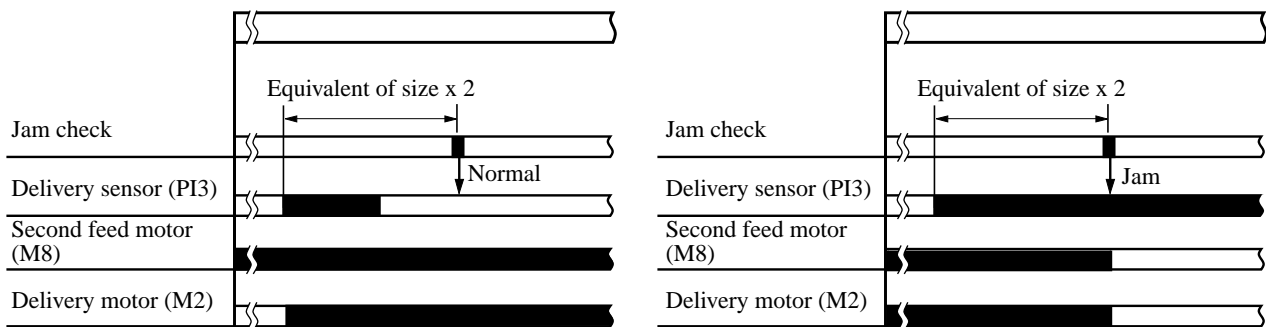 Equivalent of size x 2
Jam check
Normal
Delivery sensor (PI3)
Second feed motor
(M8)
Delivery motor (M2)
Equivalent of size x 2
Jam check
Jam
Delivery sensor (PI3)
Second feed motor
(M8)
Delivery motor (M2)